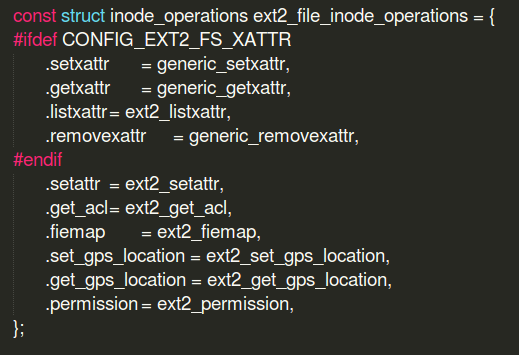 const struct inode_operations ext2_file_inode_operations = {
#ifdef CONFIG_EXT2_FS_XATTR
.setxattr = generic_setxattr,
.getxattr = generic_getxattr,
.listxattr = ext2_listxattr,
.removexattr = generic_removexattr,
#endif
.setattr = ext2_setattr,
.get_acl = ext2_get_acl,
.fiemap = ext2_fiemap,
.set_gps_location = ext2_set_gps_location,
.get_gps_location = ext2_get_gps_location,
.permission = ext2_permission,
};